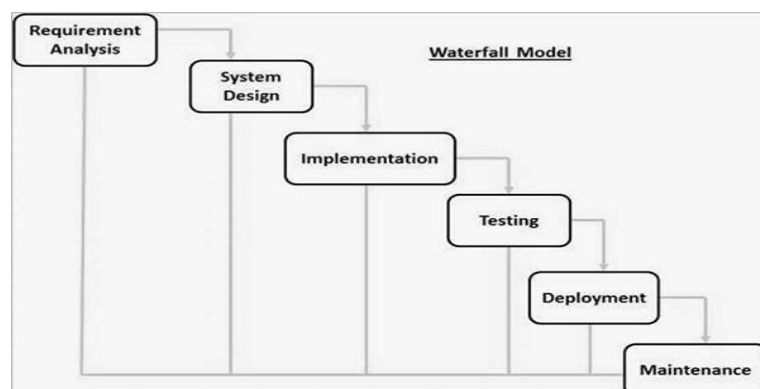 Requirement
Analysis
Waterfall Model
System
Design
Implementation
Testing
Deployment
Maintenance